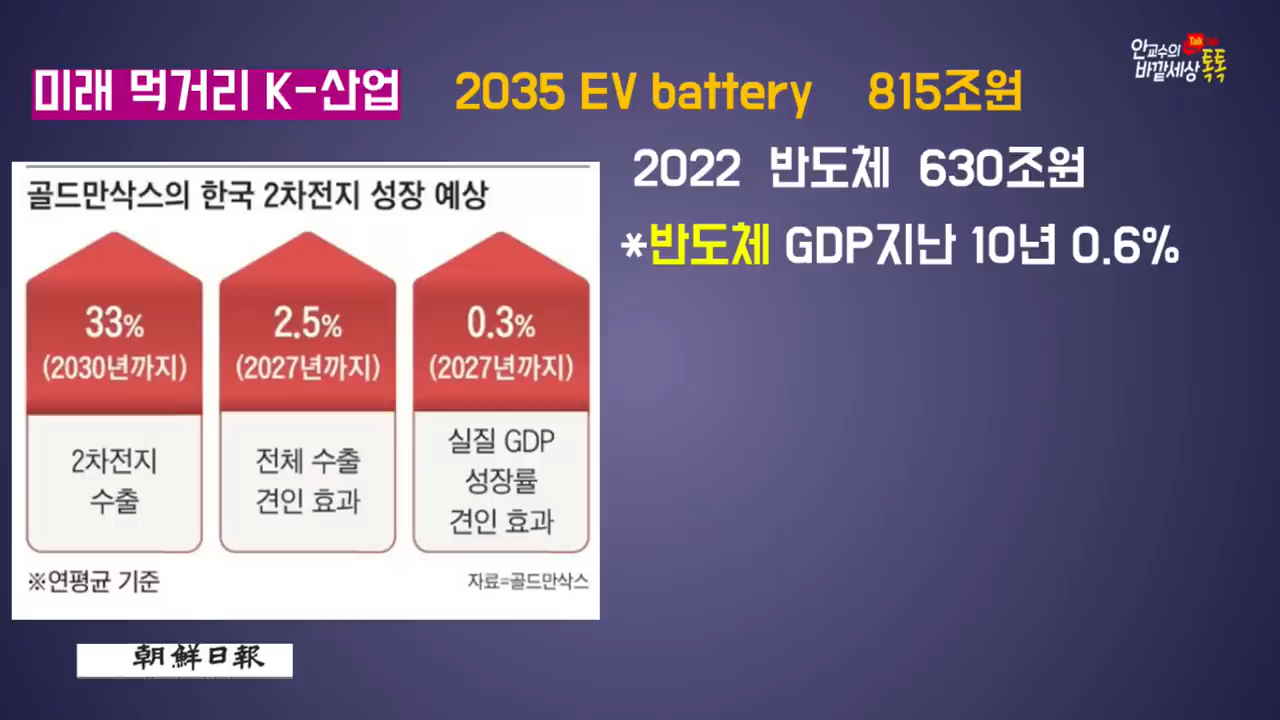 미래 먹거리 K-산업 2035 EV battery 815조원
안교수의 Talk Talk
바깥세상 톡톡
2022 반도체 630조원
*반도체 GDP지난 10년 0.6%
골드만삭스의 한국 2차전지 성장 예상
33%
(2030년까지)
2차전지
수출
2.5%
(2027년까지)
전체 수출
견인 효과
0.3%
(2027년까지)
실질 GDP
성장률
견인 효과
※연평균 기준
자료=골드만삭스
朝鮮日報